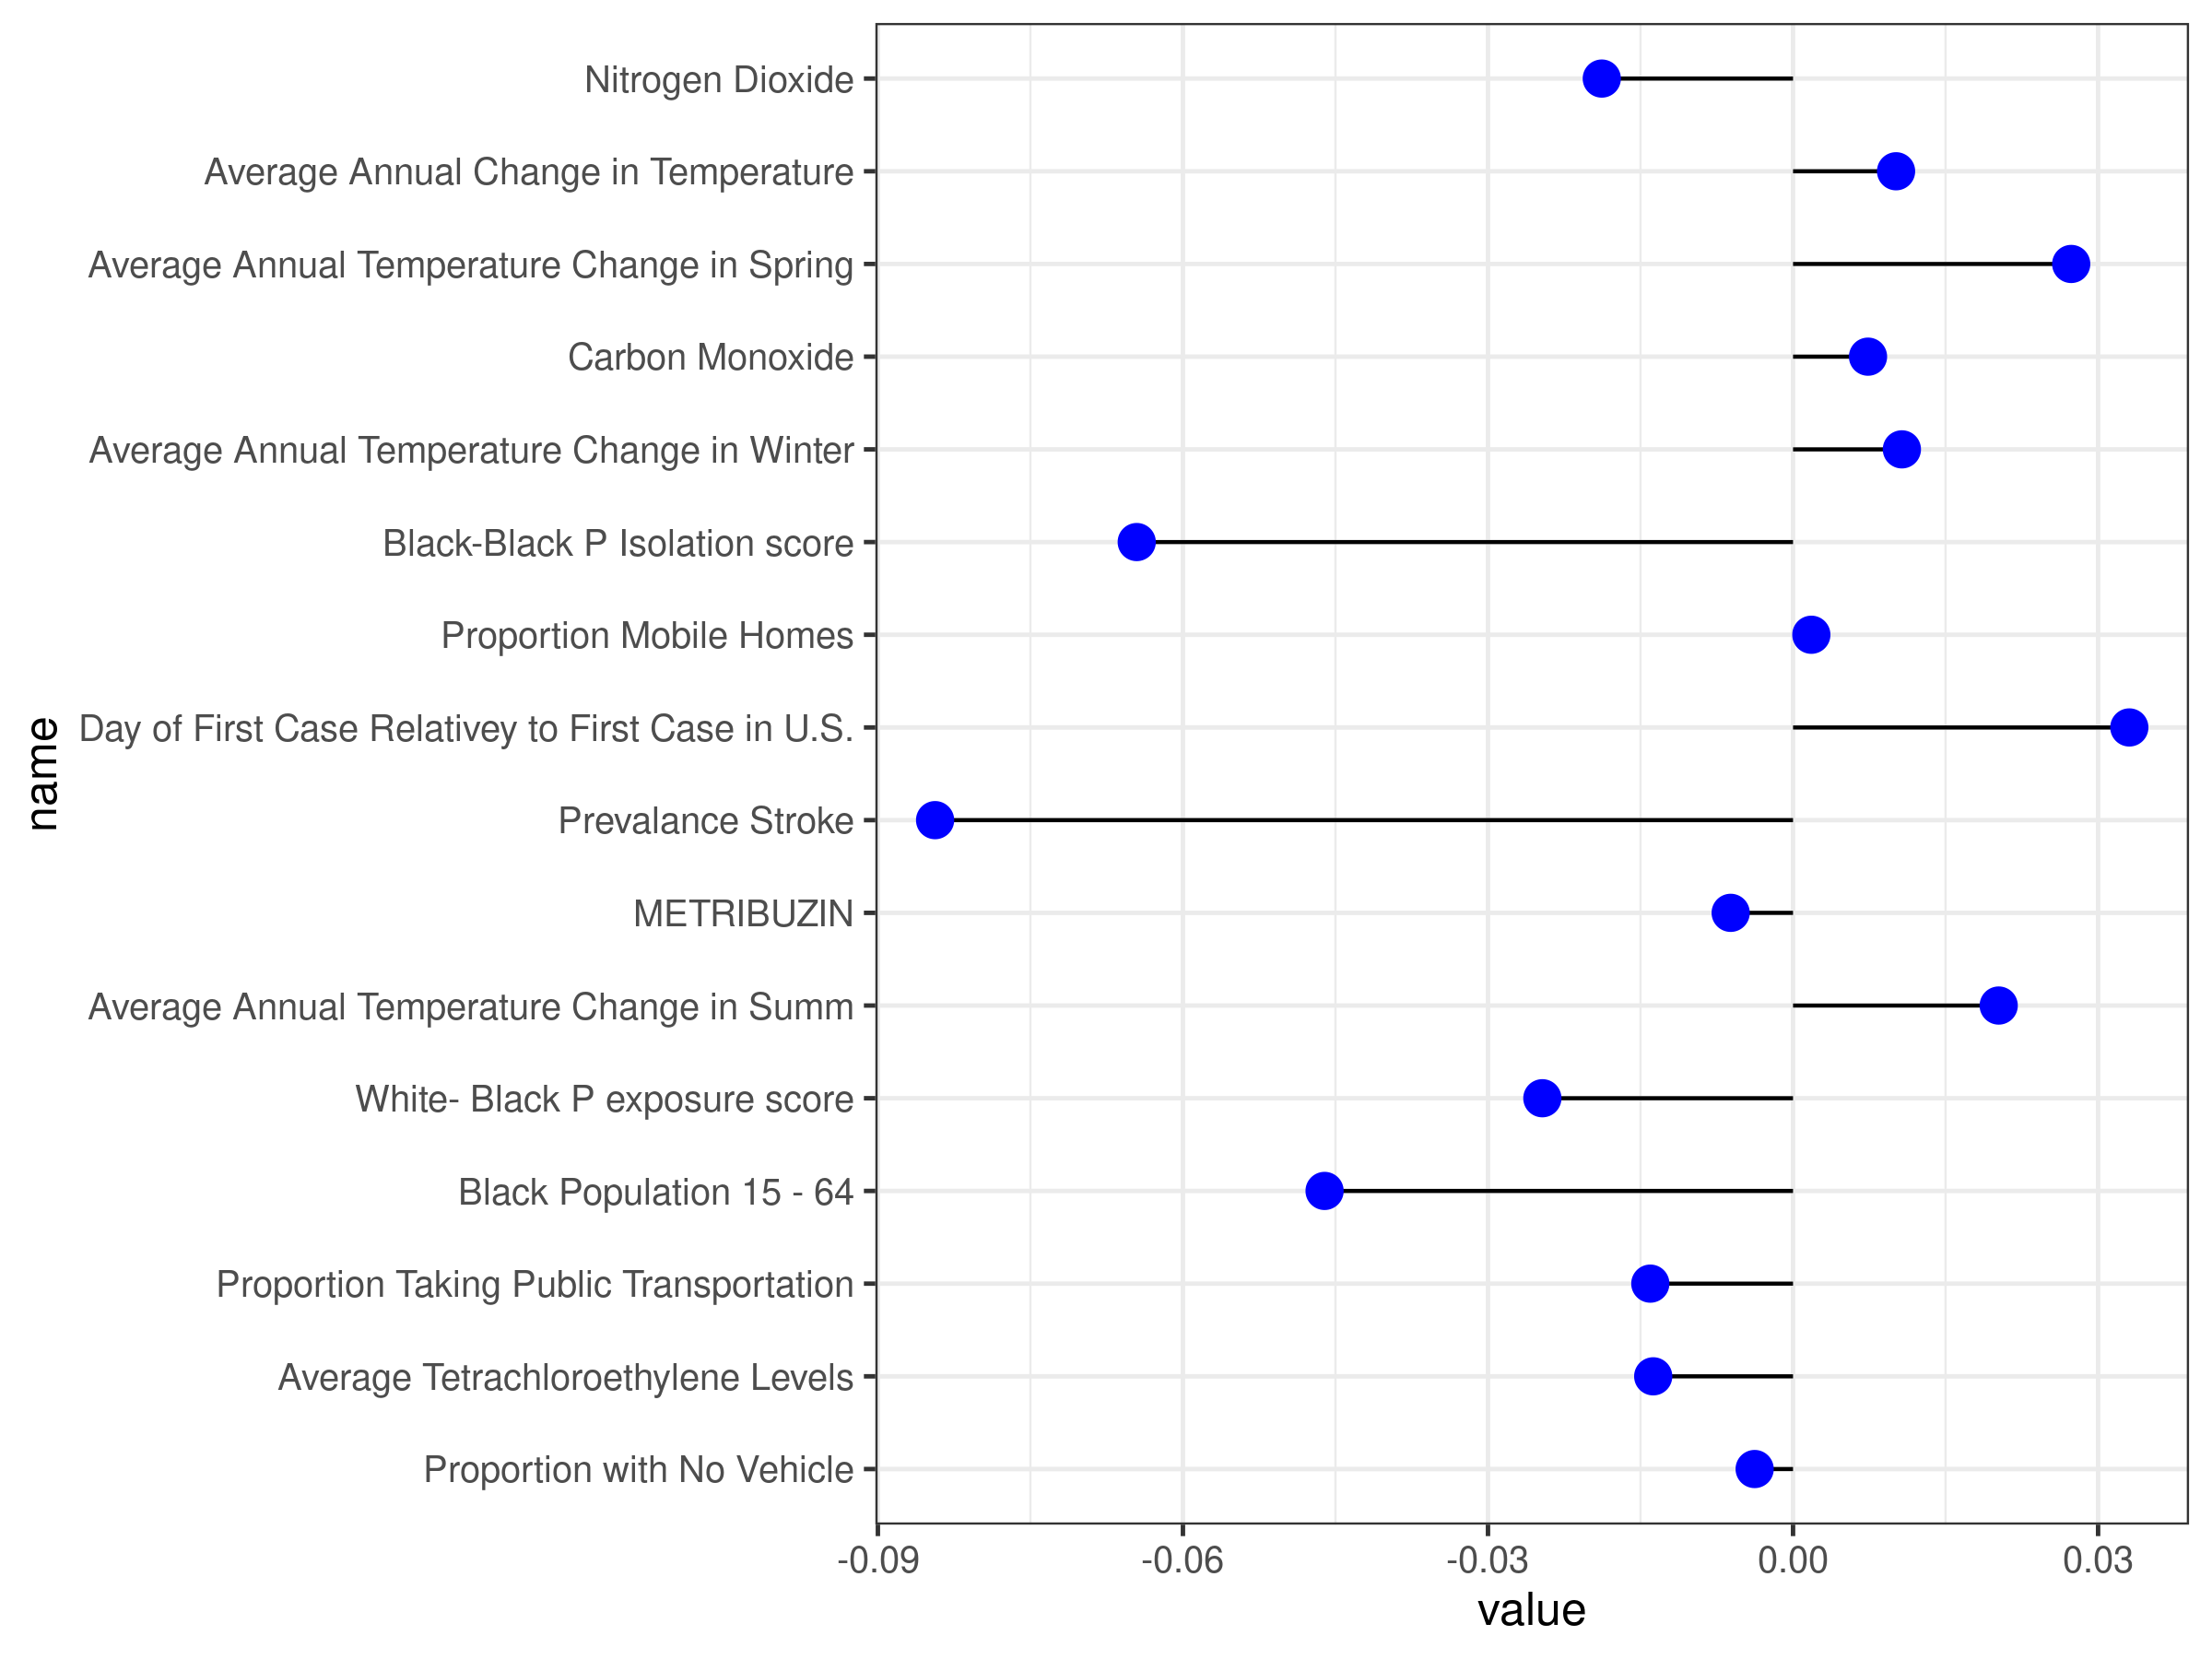 Nitrogen Dioxide
Average Annual Change in Temperature
Average Annual Temperature Change in Spring
Carbon Monoxide
Average Annual Temperature Change in Winter
Black-Black P Isolation score
Proportion Mobile Homes
Day of First Case Relativey to First Case in U.S.
Prevalance Stroke
METRIBUZIN
Average Annual Temperature Change in Summ
White- Black P exposure score
Black Population 15 - 64
Proportion Taking Public Transportation
Average Tetrachloroethylene Levels
Proportion with No Vehicle
name
-0.09 -0.06 -0.03 0.00 0.03
value